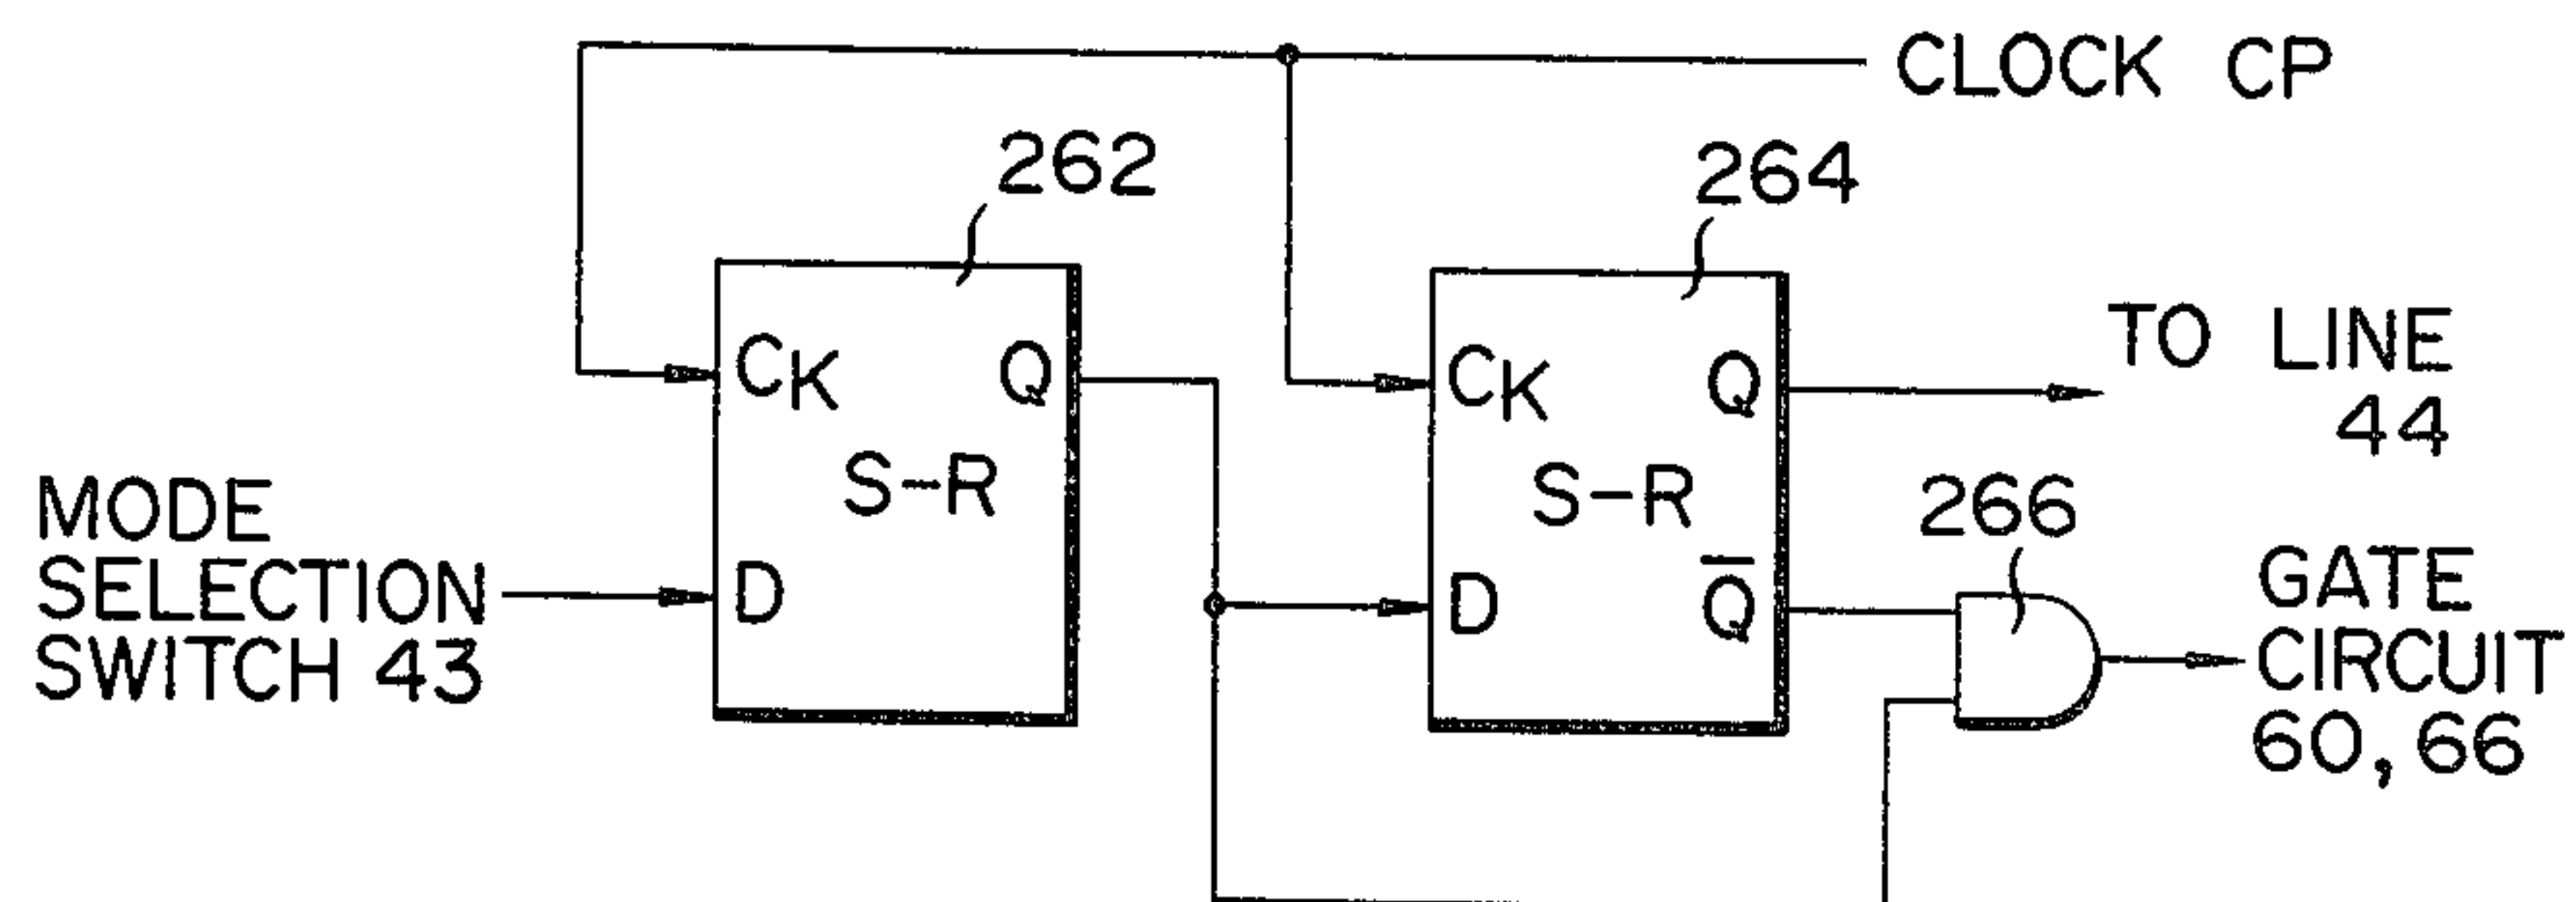 CLOCK CP
262
264
CK
Q
S-R
D
CK
Q
S-R
D
Q̅
TO LINE
44
266
MODE
SELECTION
SWITCH 43
GATE
CIRCUIT
60, 66